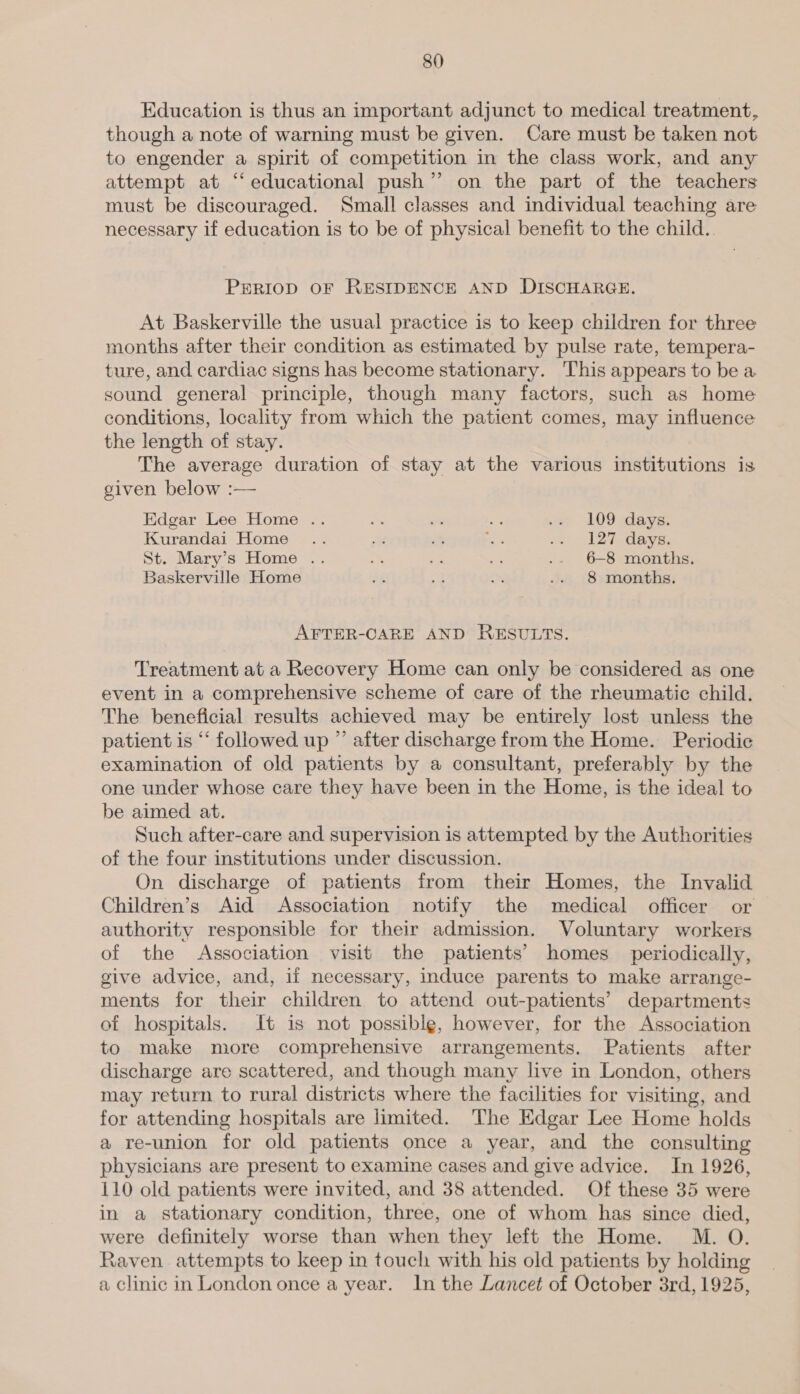 80
Education is thus an important adjunct to medical treatment,
though a note of warning must be given. Care must be taken not
to engender a spirit of competition in the class work, and any
attempt at “educational push” on the part of the teachers
must be discouraged. Small classes and individual teaching are
necessary if education is to be of physical benefit to the child.
PERIOD OF RESIDENCE AND DISCHARGE.
At Baskerville the usual practice is to keep children for three
months after their condition as estimated by pulse rate, tempera-
ture, and cardiac signs has become stationary. This appears to be a
sound general principle, though many factors, such as home
conditions, locality from which the patient comes, may influence
the length of stay.
The average duration of stay at the various institutions is
given below :—
Edgar Lee Home .. .. .. .. .. 109 days.
Kurandai Home .. .. .. .. .. 127 days.
St. Mary’s Home .. .. .. .. .. 6–8 months.
Baskerville Home .. .. .. .. 8 months.
AFTER-CARE AND RESULTS.
Treatment at a Recovery Home can only be considered as one
event in a comprehensive scheme of care of the rheumatic child.
The beneficial results achieved may be entirely lost unless the
patient is “followed up” after discharge from the Home. Periodic
examination of old patients by a consultant, preferably by the
one under whose care they have been in the Home, is the ideal to
be aimed at.
Such after-care and supervision is attempted by the Authorities
of the four institutions under discussion.
On discharge of patients from their Homes, the Invalid
Children’s Aid Association notify the medical officer or
authority responsible for their admission. Voluntary workers
of the Association visit the patients’ homes periodically,
give advice, and, if necessary, induce parents to make arrange-
ments for their children to attend out-patients’ departments
of hospitals. It is not possible, however, for the Association
to make more comprehensive arrangements. Patients after
discharge are scattered, and though many live in London, others
may return to rural districts where the facilities for visiting, and
for attending hospitals are limited. The Edgar Lee Home holds
a re-union for old patients once a year, and the consulting
physicians are present to examine cases and give advice. In 1926,
110 old patients were invited, and 38 attended. Of these 35 were
in a stationary condition, three, one of whom has since died,
were definitely worse than when they left the Home. M. O.
Raven attempts to keep in touch with his old patients by holding
a clinic in London once a year. In the Lancet of October 3rd, 1925,